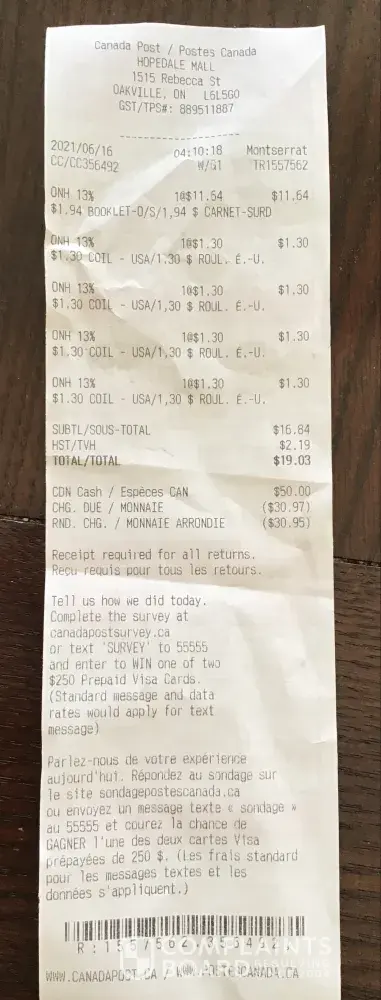 Canada Post / Postes Canada
HOPEDALE MALL
1515 Rebecca St
OAKVILLE, ON L6L5G0
GST/TPS#: 889511887
2021/06/16 04:10:18 Montserrat
CC/CC356492 W/G1 TR1557562
ONH 13% 1@$11.64 $11.64
$1.94 BOOKLET-O/S/1,94 $ CARNET-SURD
ONH 13% 1@$1.30 $1.30
$1.30 COIL - USA/1,30 $ ROUL. É.-U.
ONH 13% 1@$1.30 $1.30
$1.30 COIL - USA/1,30 $ ROUL. É.-U.
ONH 13% 1@$1.30 $1.30
$1.30 COIL - USA/1,30 $ ROUL. É.-U.
ONH 13% 1@$1.30 $1.30
$1.30 COIL - USA/1,30 $ ROUL. É.-U.
SUBTL/SOUS-TOTAL $16.84
HST/TVH $2.19
TOTAL/TOTAL $19.03
CDN Cash / Espèces CAN $50.00
CHG. DUE / MONNAIE ($30.97)
RND. CHG. / MONNAIE ARRONDIE ($30.95)
Receipt required for all returns.
Reçu requis pour tous les retours.
Tell us how we did today.
Complete the survey at
canadapostsurvey.ca
or text 'SURVEY' to 55555
and enter to WIN one of two
$250 Prepaid Visa Cards.
(Standard message and data
rates would apply for text
message)
Parlez-nous de votre expérience
aujourd'hui. Répondez au sondage sur
le site sondagepostescanada.ca
ou envoyez un message texte « sondage »
au 55555 et courez la chance de
GAGNER l'une des deux cartes Visa
prépayées de 250 $. (Les frais standard
pour les messages textes et les
données s'appliquent.)
COMPLAINTS
WWW.CANADAPOST.CA / WWW.POSTESCANADA.CA